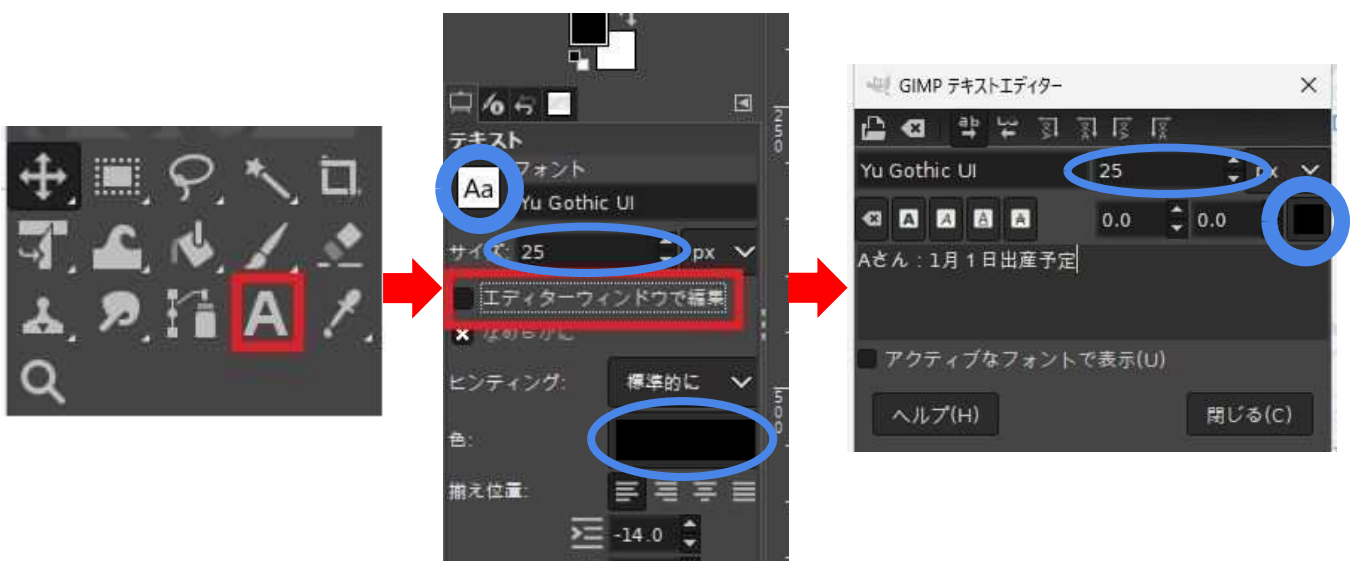 A
250
テキスト
フォント
Aa
Yu Gothic UI
サイズ: 25 px
エディターウィンドウで編集
なめらかに
ヒンティング: 標準的に
500
色:
揃え位置:
-14.0
GIMP テキストエディター
Yu Gothic UI 25 px
0.0 0.0
Aさん：1月１日出産予定
アクティブなフォントで表示(U)
ヘルプ(H) 閉じる(C)